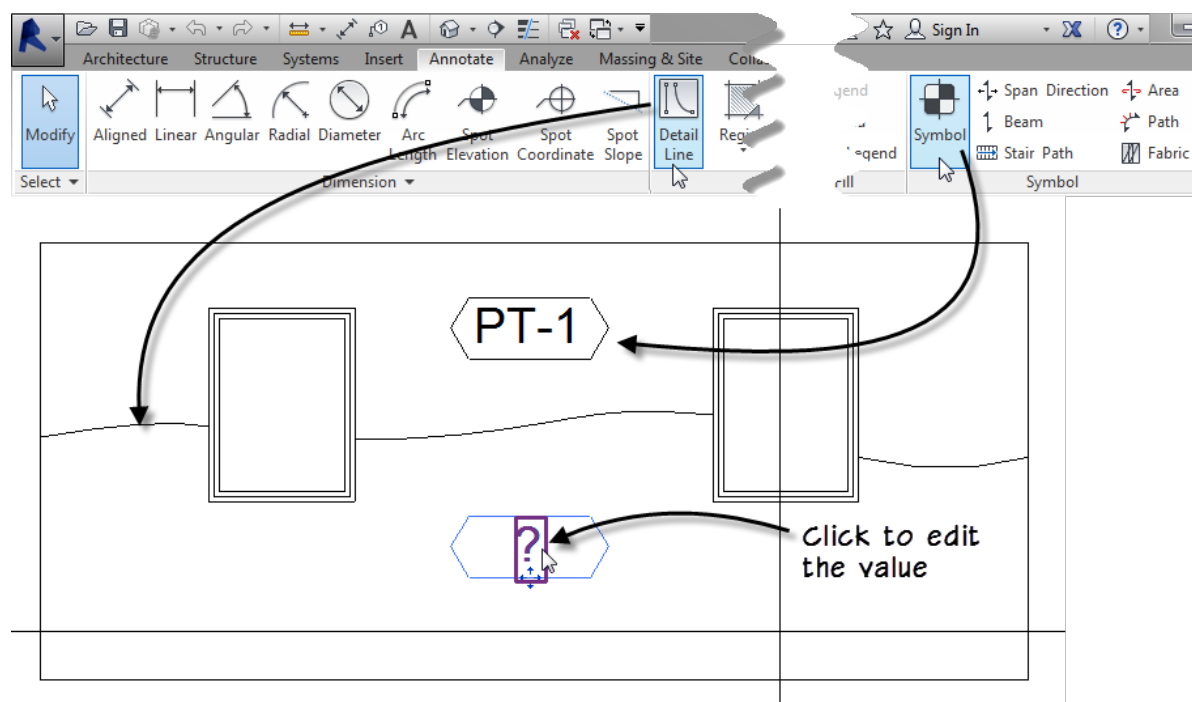 Sign In
Architecture Structure Systems Insert Annotate Analyze Massing & Site
Modify
Aligned Linear Angular Radial Diameter Arc Length Spot Elevation Spot Coordinate Spot Slope
Detail Line
Symbol
Span Direction Area
Beam Path
Stair Path Fabric
Select Dimension Symbol
PT-1
?
Click to edit
the value